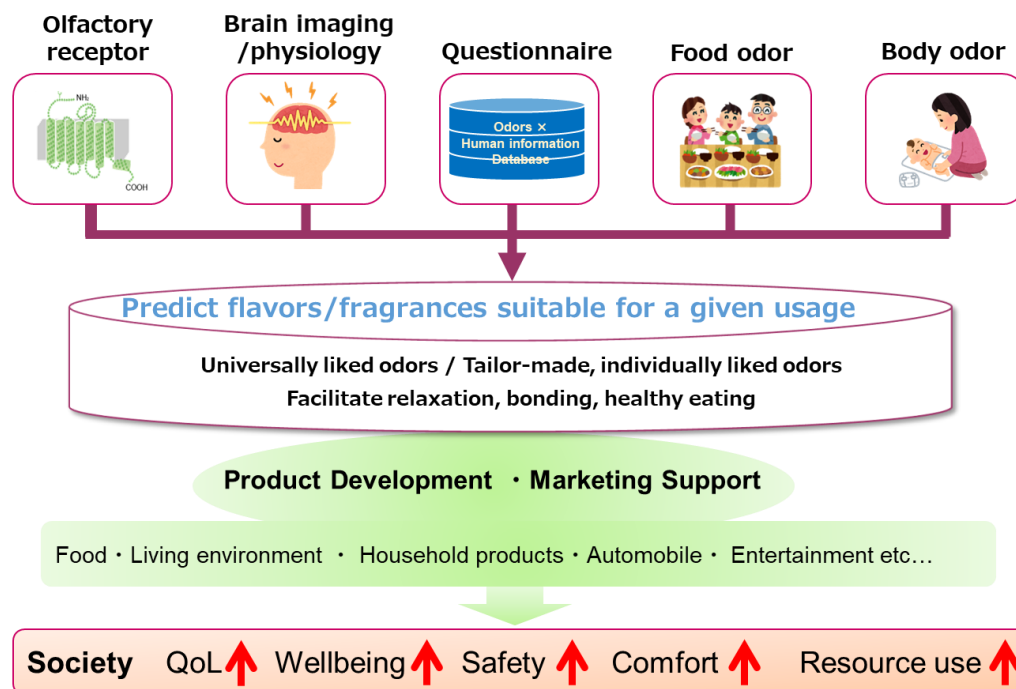 Olfactory
receptor
Brain imaging
/physiology
Questionnaire
Food odor
Body odor
NH₂
COOH
Odors ×
Human information
Database
Predict flavors/fragrances suitable for a given usage
Universally liked odors / Tailor-made, individually liked odors
Facilitate relaxation, bonding, healthy eating
Product Development ・Marketing Support
Food・Living environment ・ Household products・Automobile・ Entertainment etc…
Society QoL Wellbeing Safety Comfort Resource use